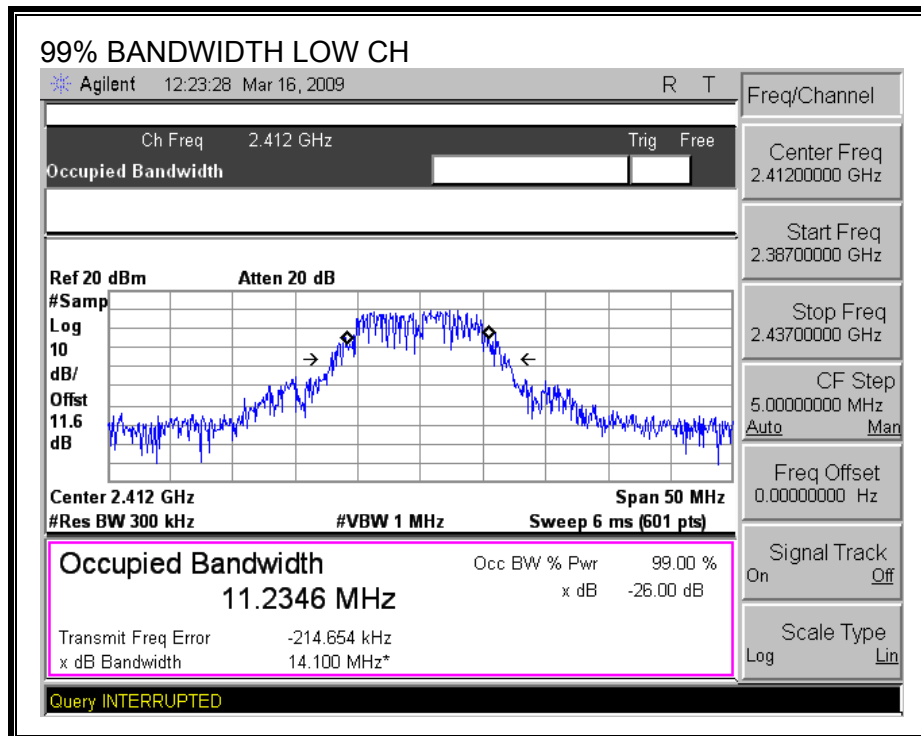 99% BANDWIDTH LOW CH
Agilent 12:23:28 Mar 16, 2009 R T
Freq/Channel
Ch Freq 2.412 GHz Trig Free
Occupied Bandwidth
Center Freq
2.41200000 GHz
Start Freq
2.38700000 GHz
Stop Freq
2.43700000 GHz
CF Step
5.00000000 MHz
Auto Man
Freq Offset
0.00000000 Hz
Signal Track
On Off
Scale Type
Log Lin
Ref 20 dBm Atten 20 dB
#Samp
Log
10
dB/
Offst
11.6
dB
Center 2.412 GHz Span 50 MHz
#Res BW 300 kHz #VBW 1 MHz Sweep 6 ms (601 pts)
Occupied Bandwidth Occ BW % Pwr 99.00 %
11.2346 MHz x dB -26.00 dB
Transmit Freq Error -214.654 kHz
x dB Bandwidth 14.100 MHz*
Query INTERRUPTED